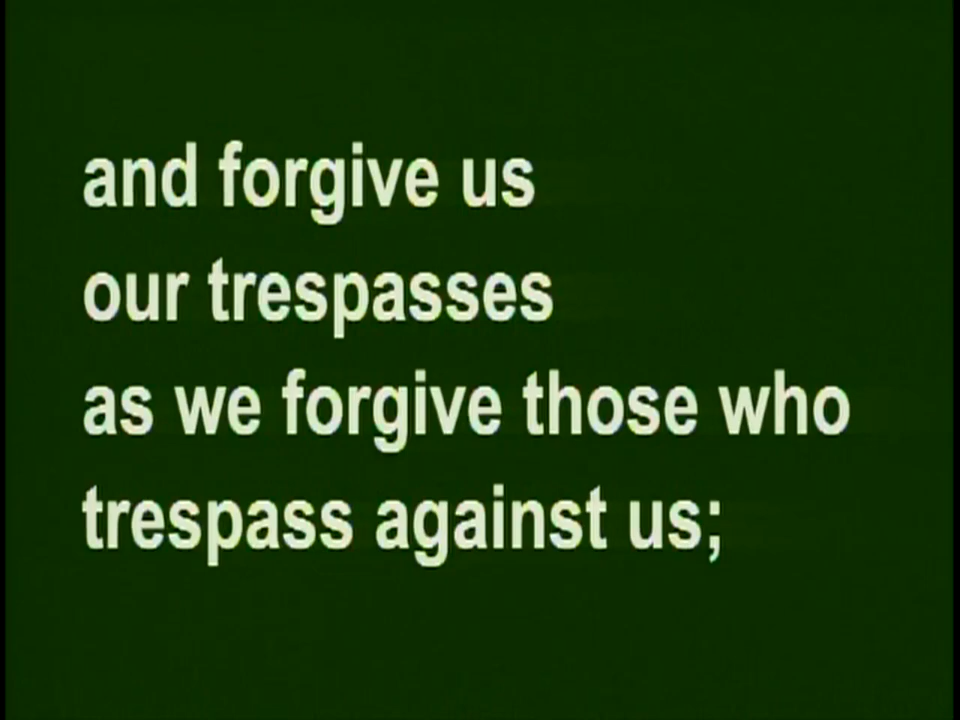 and forgive us
our trespasses
as we forgive those who
trespass against us;